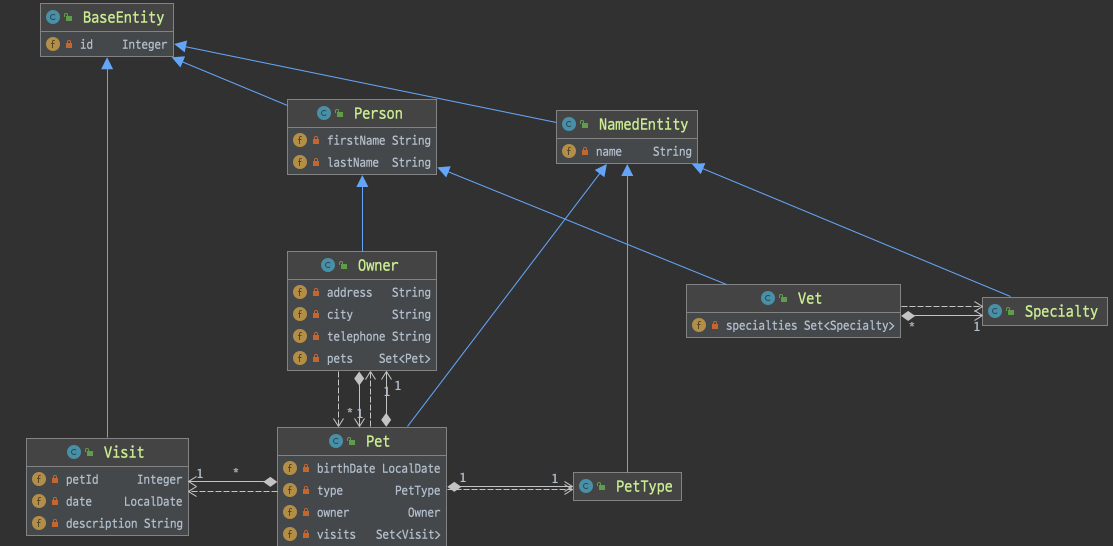 BaseEntity
id Integer
Person
firstName String
lastName String
NamedEntity
name String
Owner
address String
city String
telephone String
pets Set<Pet>
Vet
specialties Set<Specialty>
* 1
Specialty
1
* 1 1
Visit
petId Integer
date LocalDate
description String
1 *
Pet
birthDate LocalDate
type PetType
owner Owner
visits Set<Visit>
1 1
PetType